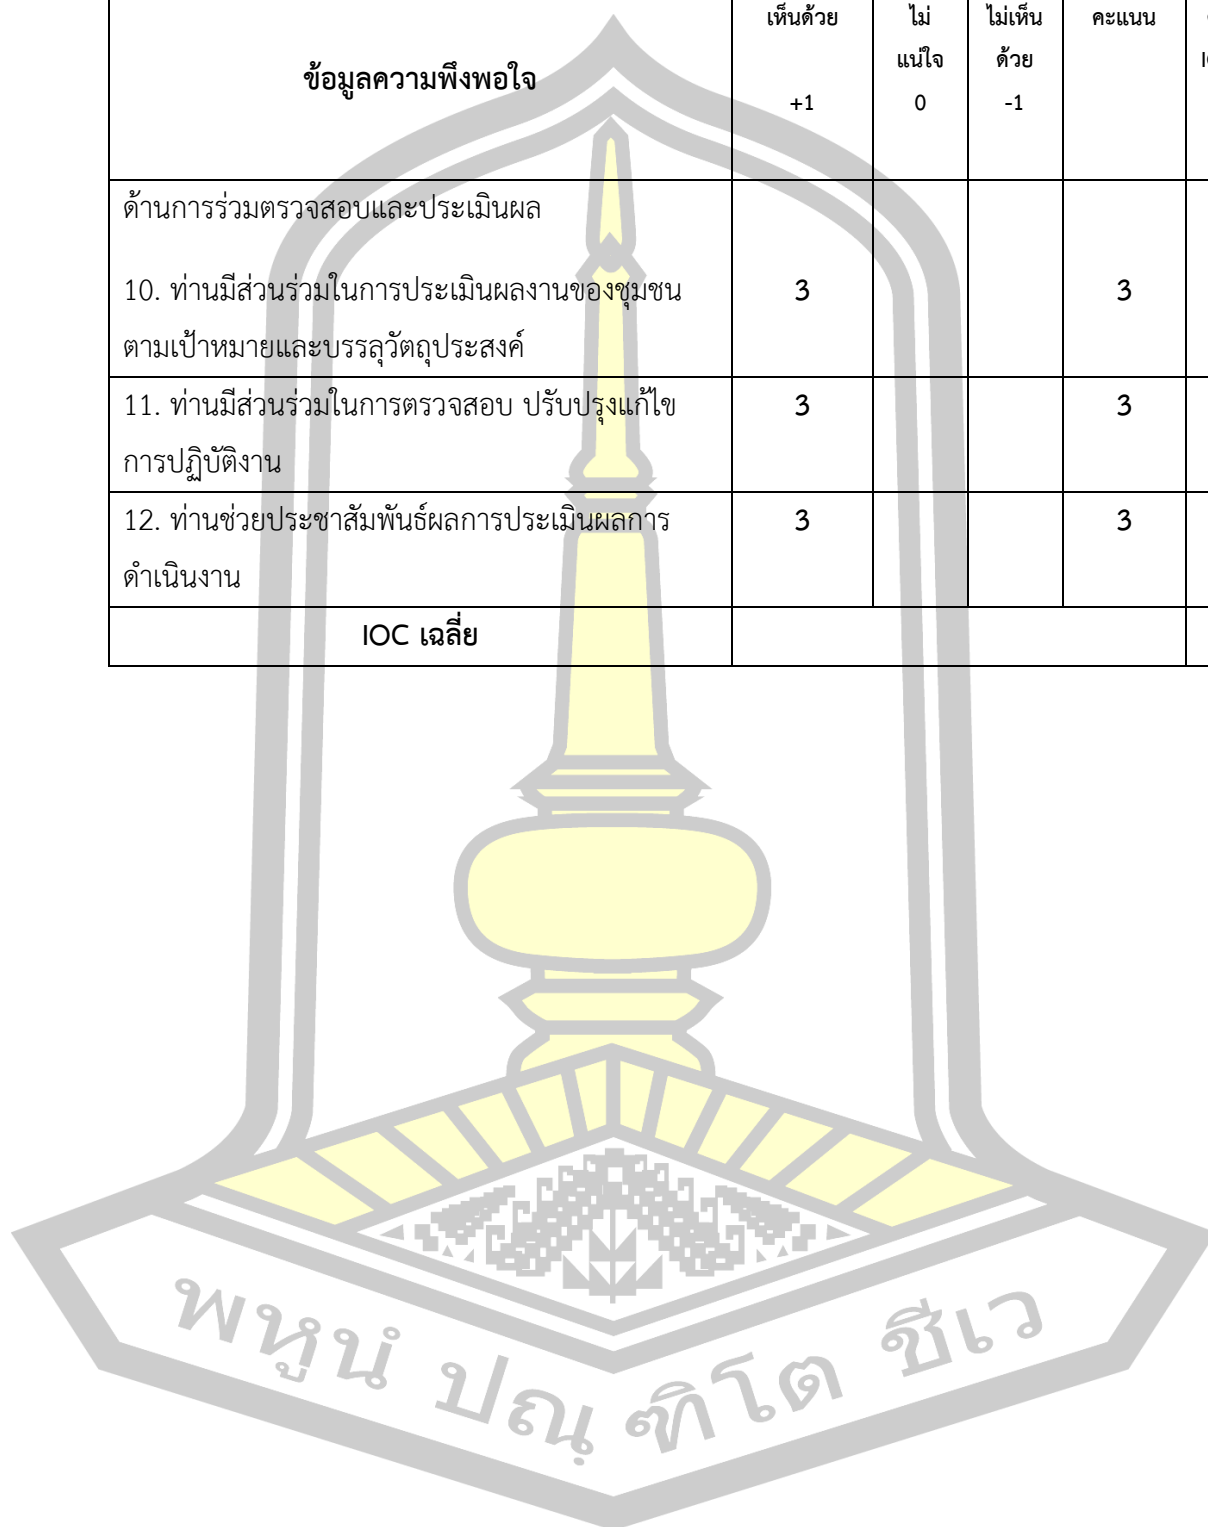 ข้อมูลความพึงพอใจ
เห็นด้วย
+1
ไม่
แน่ใจ
0
ไม่เห็น
ด้วย
-1
คะแนน
ด้านการร่วมตรวจสอบและประเมินผล
10. ท่านมีส่วนร่วมในการประเมินผลงานของชุมชน 3 3
ตามเป้าหมายและบรรลุวัตถุประสงค์
11. ท่านมีส่วนร่วมในการตรวจสอบ ปรับปรุงแก้ไข 3 3
การปฏิบัติงาน
12. ท่านช่วยประชาสัมพันธ์ผลการประเมินผลการ 3 3
ดำเนินงาน
IOC เฉลี่ย
พหูนํ ปณฺฑิโต ชีเว